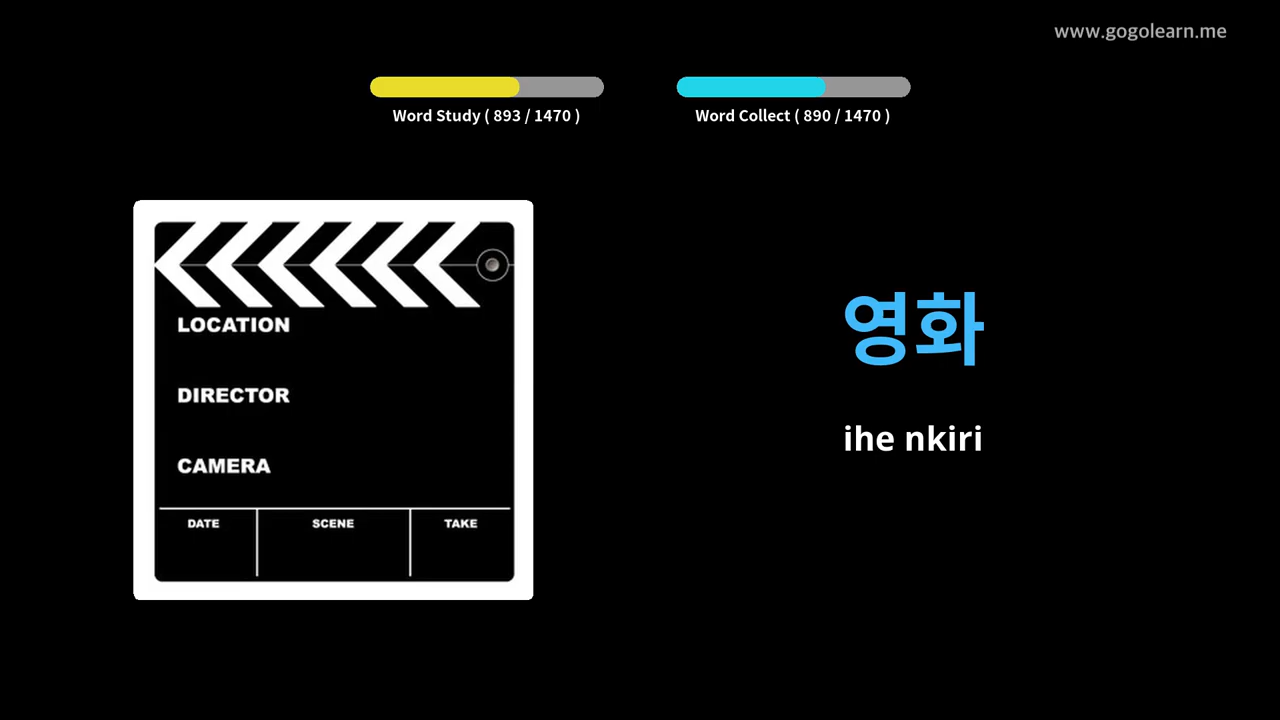 www.gogolearn.me
Word Study ( 893 / 1470 )
Word Collect ( 890 / 1470 )
LOCATION
DIRECTOR
CAMERA
DATE
SCENE
TAKE
영화
ihe nkiri